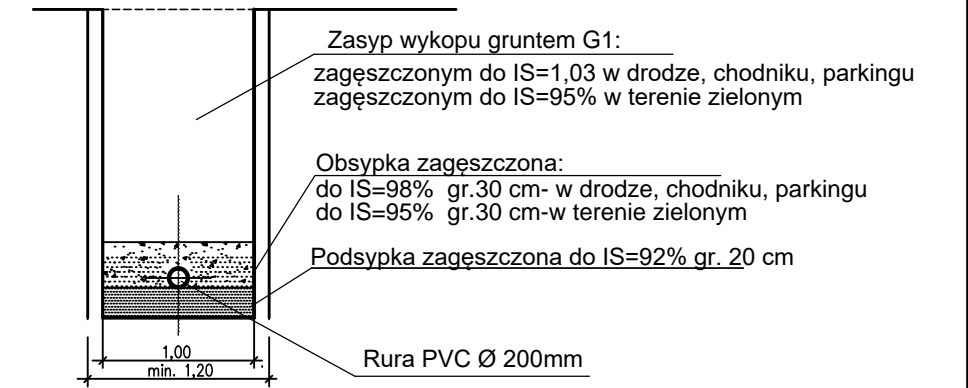 Zasyp wykopu gruntem G1:
zagęszczonym do IS=1,03 w drodze, chodniku, parkingu
zagęszczonym do IS=95% w terenie zielonym
Obsypka zagęszczona:
do IS=98% gr.30 cm- w drodze, chodniku, parkingu
do IS=95% gr.30 cm-w terenie zielonym
Podsypka zagęszczona do IS=92% gr. 20 cm
Rura PVC Ø 200mm
1,00
min. 1,20